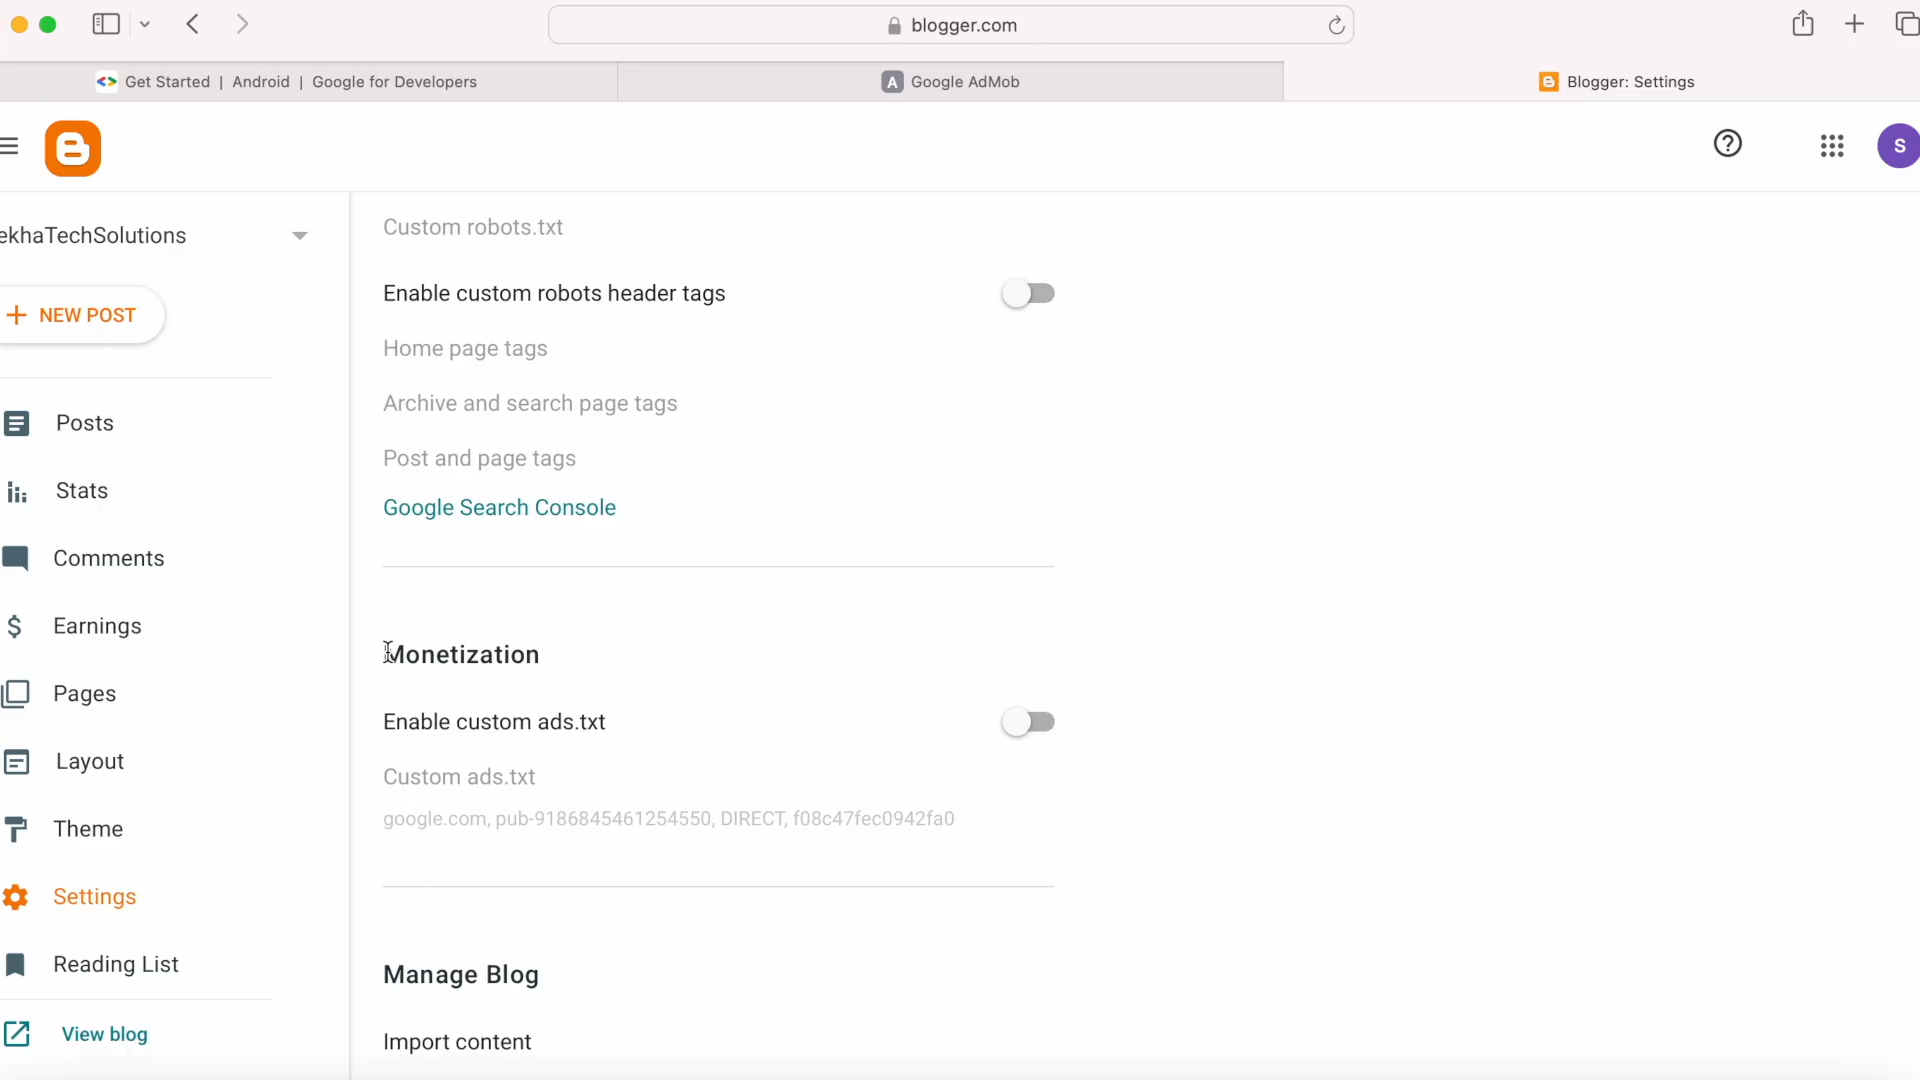 blogger.com
Get Started | Android | Google for Developers
Google AdMob
Blogger: Settings
S
ekhaTechSolutions
NEW POST
Posts
Stats
Comments
Earnings
Pages
Layout
Theme
Settings
Reading List
View blog
Custom robots.txt
Enable custom robots header tags
Home page tags
Archive and search page tags
Post and page tags
Google Search Console
Monetization
Enable custom ads.txt
Custom ads.txt
google.com, pub-9186845461254550, DIRECT, f08c47fec0942fa0
Manage Blog
Import content